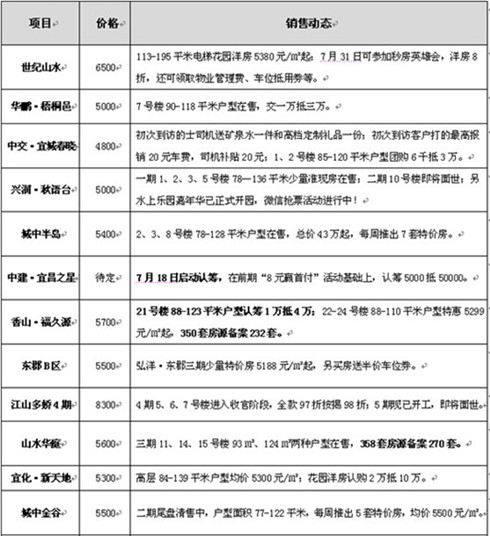 项目 价格 销售动态
世纪山水 6500 113-195平米电梯花园洋房5380元/㎡起；7月31日可参加秒房英雄会，洋房8
折，还可领取物业管理费、车位抵用劵等。
华鹏·梧桐邑 5000 7号楼90-118平米户型在售，交一万抵三万。
中交·宜城春晓 4800 初次到访的士司机送矿泉水一件和高档定制礼品一份；初次到访客户打的最高报
销20元车费，司机补贴20元；1、2号楼85-120平米户型团购6千抵3万。
兴润·秋语台 5000 一期1、2、3、5号楼78—136平米少量准现房在售；二期10号楼即将面世；另
水上乐园嘉年华已正式开园，微信抢票活动进行中！
城中半岛 5400 2、3、8号楼78-128平米户型在售，总价43万起，每周推出7套特价房。
中建·宜昌之星 待定 7月18日启动认筹，在前期“8元赢首付”活动基础上，认筹5000抵50000。
香山·福久源 5700 21号楼88-123平米户型认筹1万抵4万；22-24号楼88-110平米户型特惠5299
元/㎡起，350套房源备案232套。
东郡B区 5500 弘洋·东郡三期少量特价房5188元/㎡起，另买房送半价车位劵。
江山多娇4期 8300 4期5、6、7号楼进入收官阶段，全款97折按揭98折；5期现已开工，即将面世。
山水华庭 5600 三期11、14、15号楼93㎡、124㎡两种户型在售，358套房源备案270套。
宜化·新天地 5300 高层84-139平米户型均价5300元/㎡；花园洋房认购2万抵10万。
城中金谷 5500 二期尾盘清售中，户型面积77-122平米，每周推出5套特价房，均价5500元/㎡。